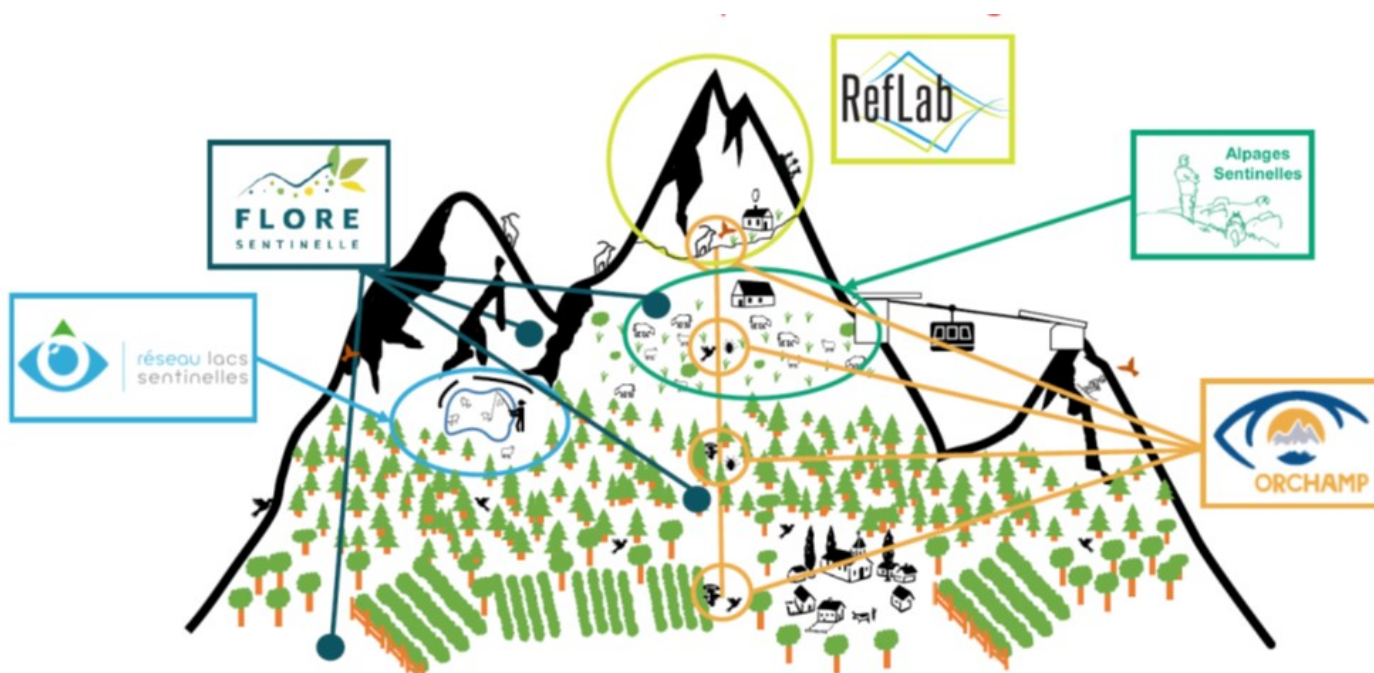 RefLab
Alpages
Sentinelles
FLORE
SENTINELLE
réseau lacs
sentinelles
ORCHAMP